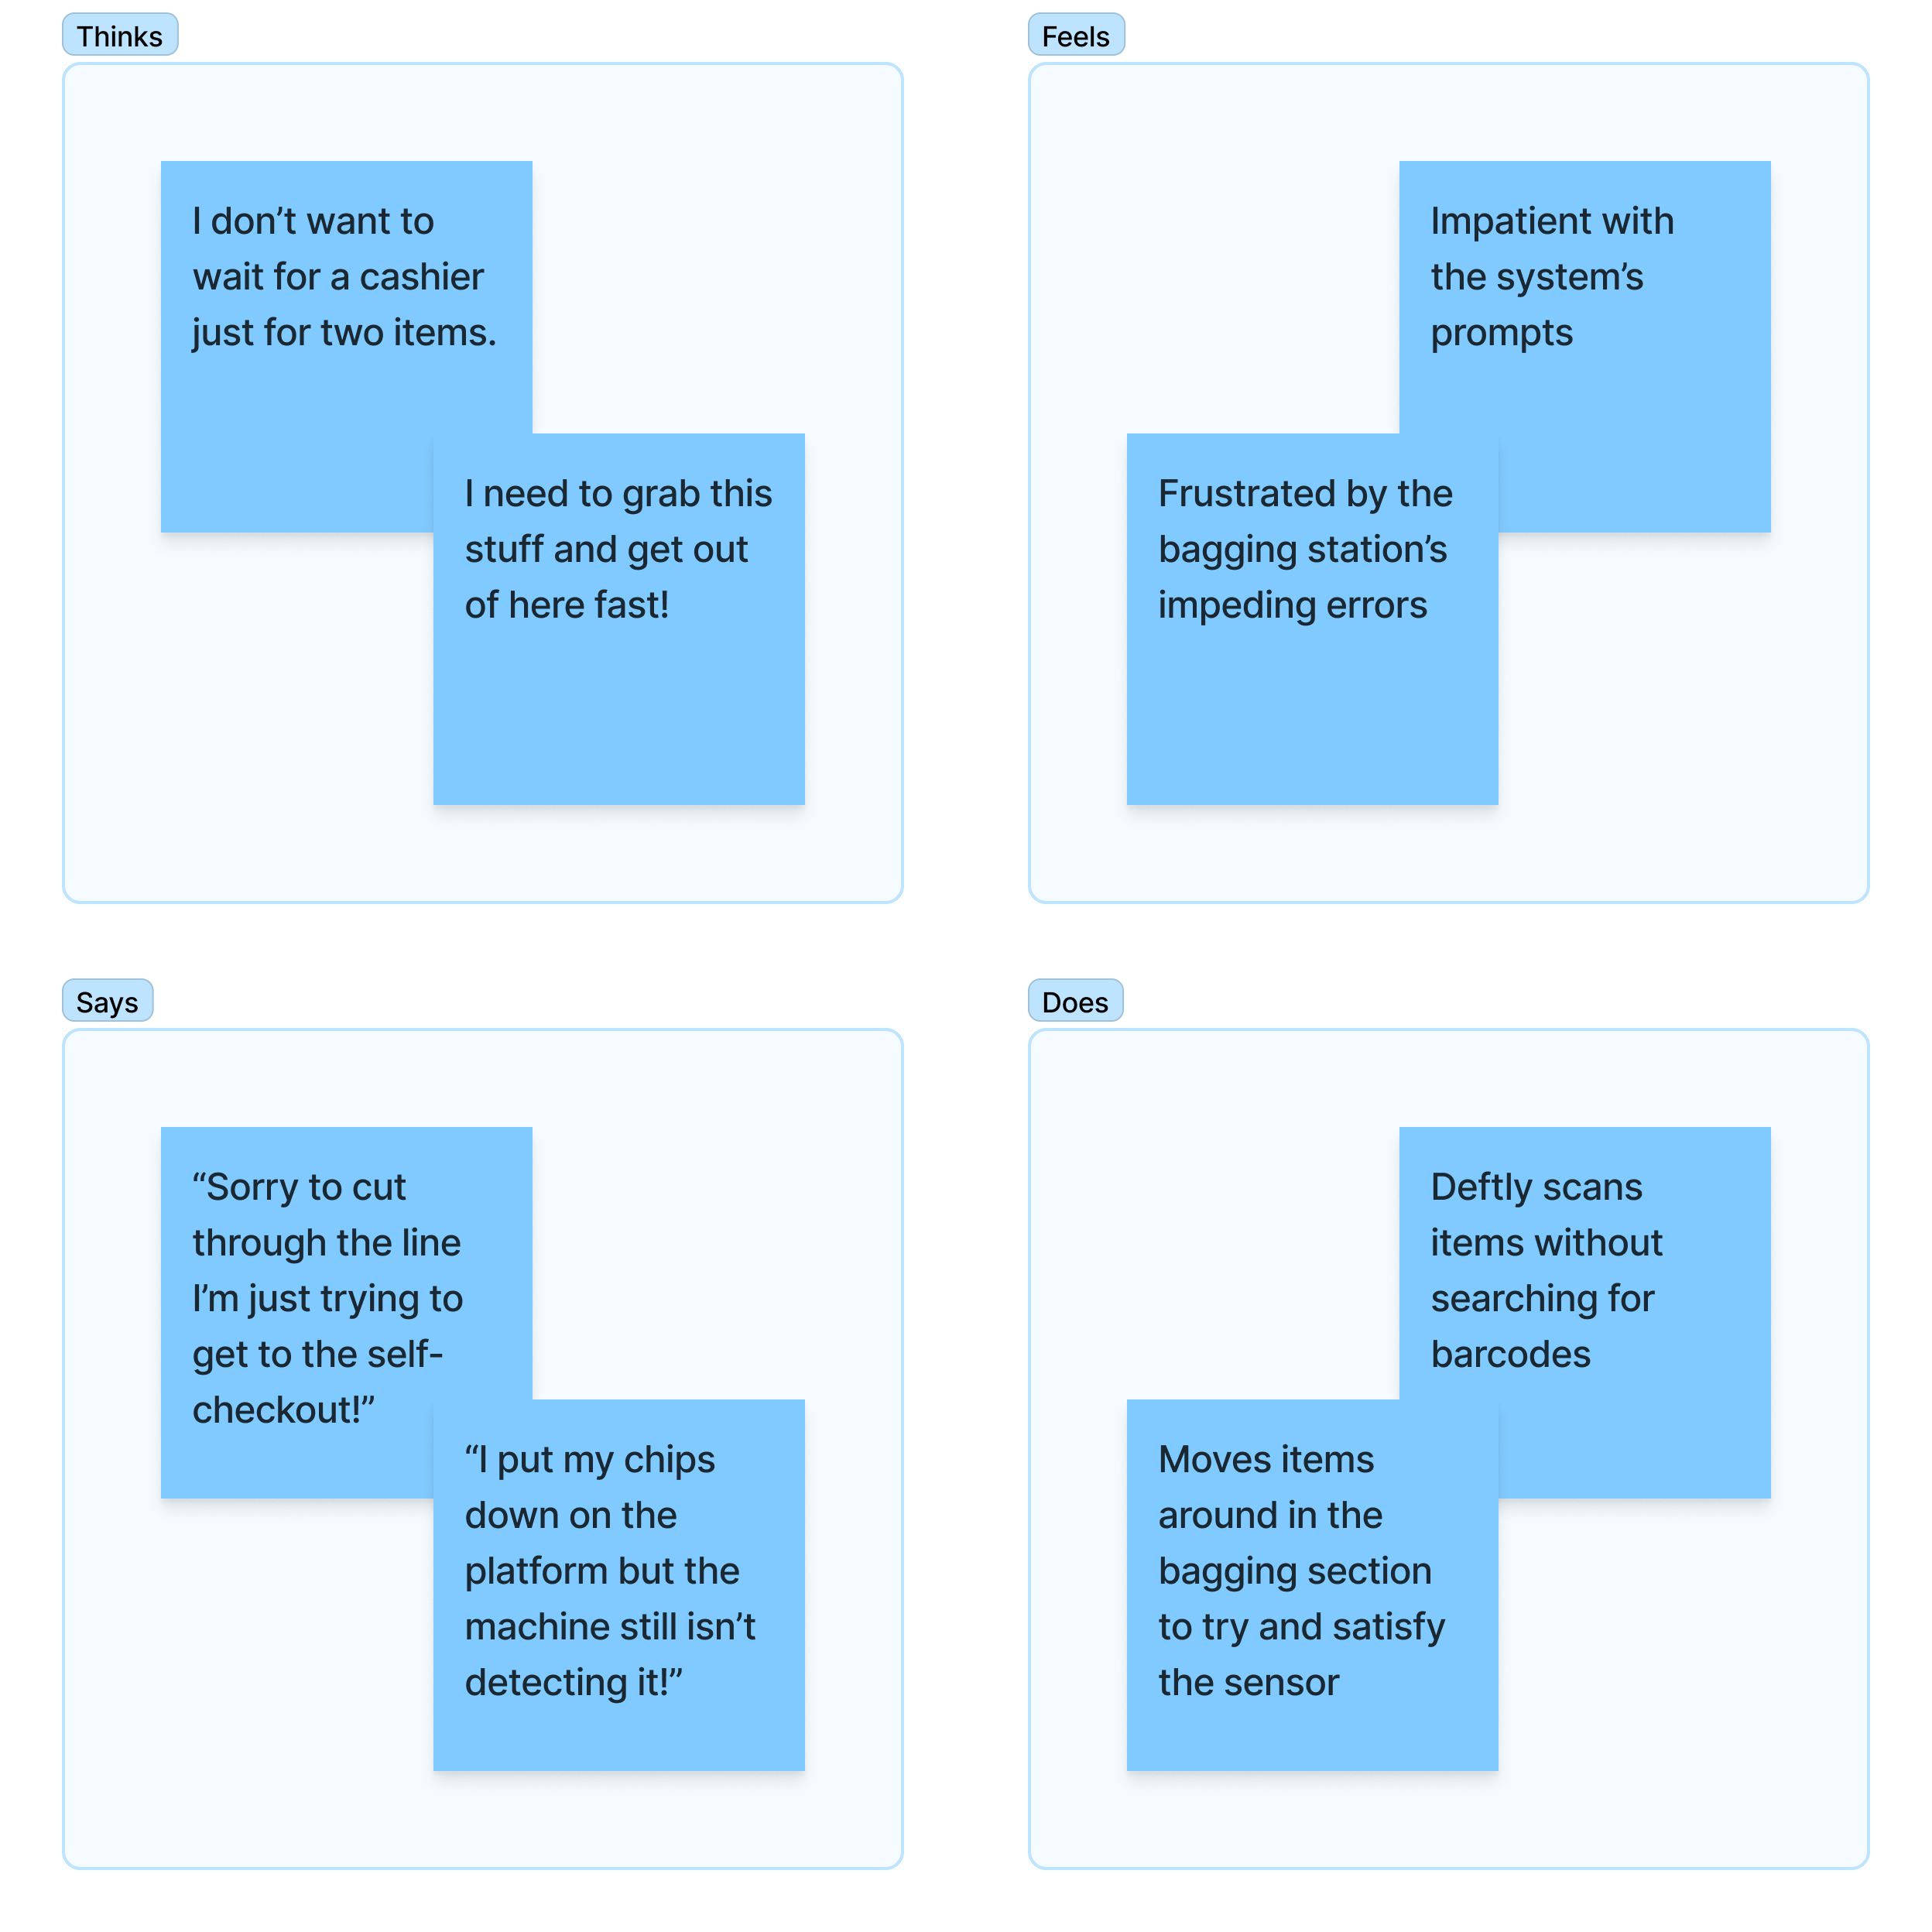 Thinks
I don’t want to
wait for a cashier
just for two items.
I need to grab this
stuff and get out
of here fast!
Feels
Impatient with
the system’s
prompts
Frustrated by the
bagging station’s
impeding errors
Says
“Sorry to cut
through the line
I’m just trying to
get to the self-
checkout!”
“I put my chips
down on the
platform but the
machine still isn’t
detecting it!”
Does
Deftly scans
items without
searching for
barcodes
Moves items
around in the
bagging section
to try and satisfy
the sensor